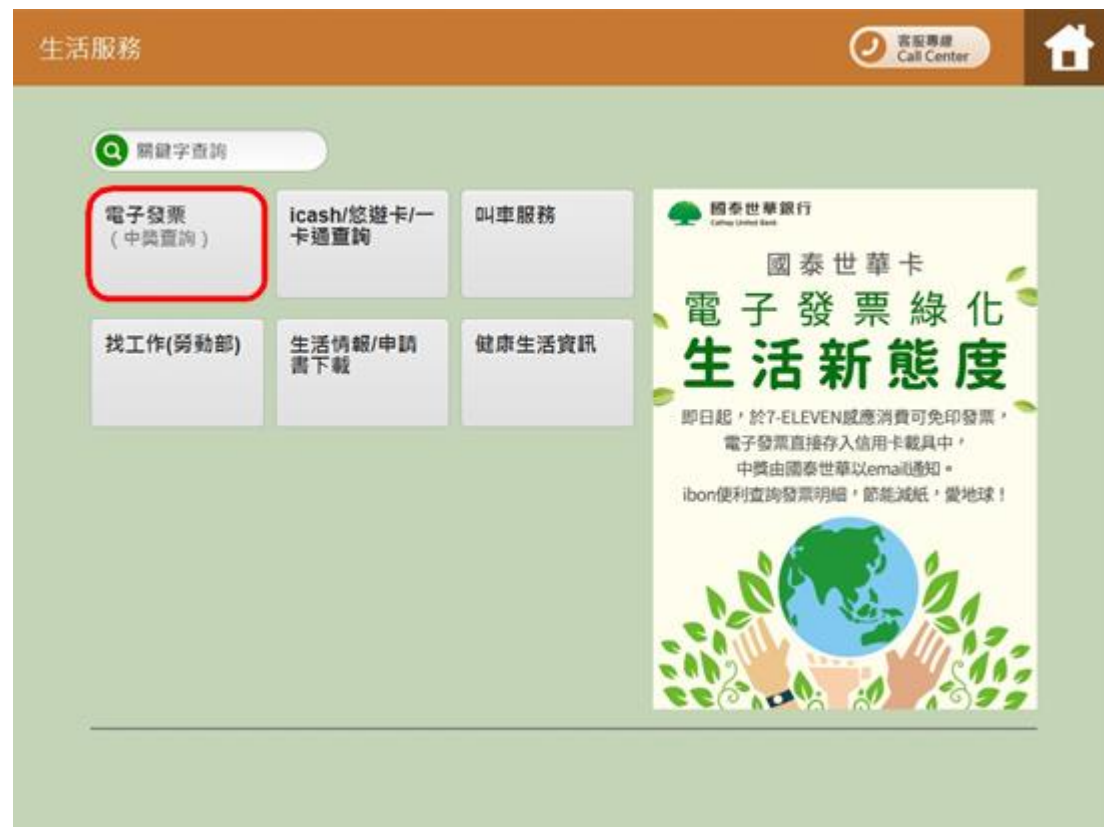 生活服務
客服專線
Call Center
關鍵字查詢
電子發票
(中獎查詢)
icash/悠遊卡/一
卡通查詢
叫車服務
找工作(勞動部)
生活情報/申請
書下載
健康生活資訊
國泰世華銀行
Cathay United Bank
國泰世華卡
電子發票綠化
生活新態度
即日起，於7-ELEVEN感應消費可免印發票，
電子發票直接存入信用卡載具中，
中獎由國泰世華以email通知。
ibon便利查詢發票明細，節能減紙，愛地球！